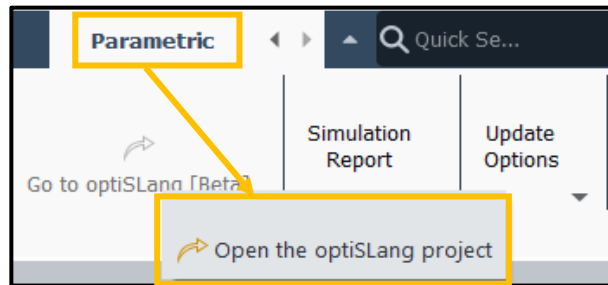 Parametric
Quick Se...
Simulation
Report
Update
Options
Go to optiSLang [Beta]
Open the optiSLang project